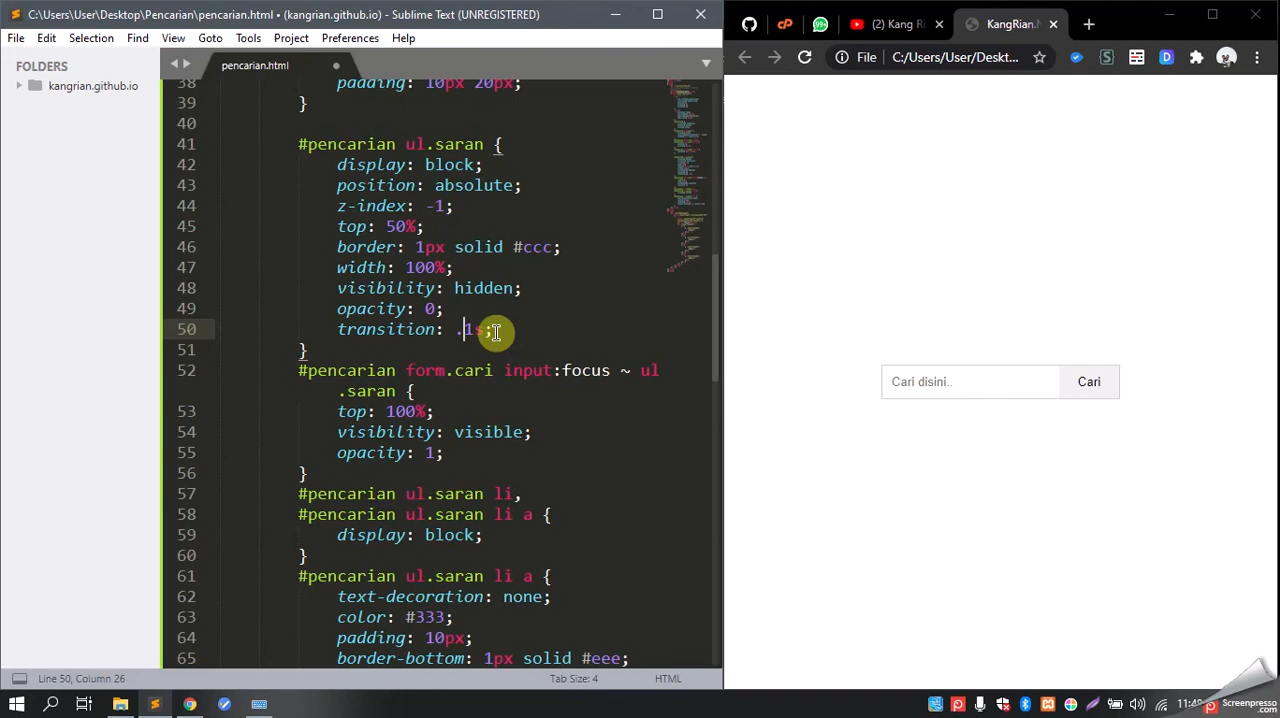 C:\Users\User\Desktop\Pencarian\pencarian.html • (kangrian.github.io) - Sublime Text (UNREGISTERED)
(2) Kang Ri
KangRian.N
File Edit Selection Find View Goto Tools Project Preferences Help
File C:/Users/User/Deskt...
FOLDERS
kangrian.github.io
pencarian.html
38 padding: 10px 20px;
39 }
40
41 #pencarian ul.saran {
42 display: block;
43 position: absolute;
44 z-index: -1;
45 top: 50%;
46 border: 1px solid #ccc;
47 width: 100%;
48 visibility: hidden;
49 opacity: 0;
50 transition: .1s;
51 }
52 #pencarian form.cari input:focus ~ ul
.saran {
53 top: 100%;
54 visibility: visible;
55 opacity: 1;
56 }
57 #pencarian ul.saran li,
58 #pencarian ul.saran li a {
59 display: block;
60 }
61 #pencarian ul.saran li a {
62 text-decoration: none;
63 color: #333;
64 padding: 10px;
65 border-bottom: 1px solid #eee;
Cari disini.. Cari
Line 50, Column 26 Tab Size: 4 HTML
Screenpresso.com